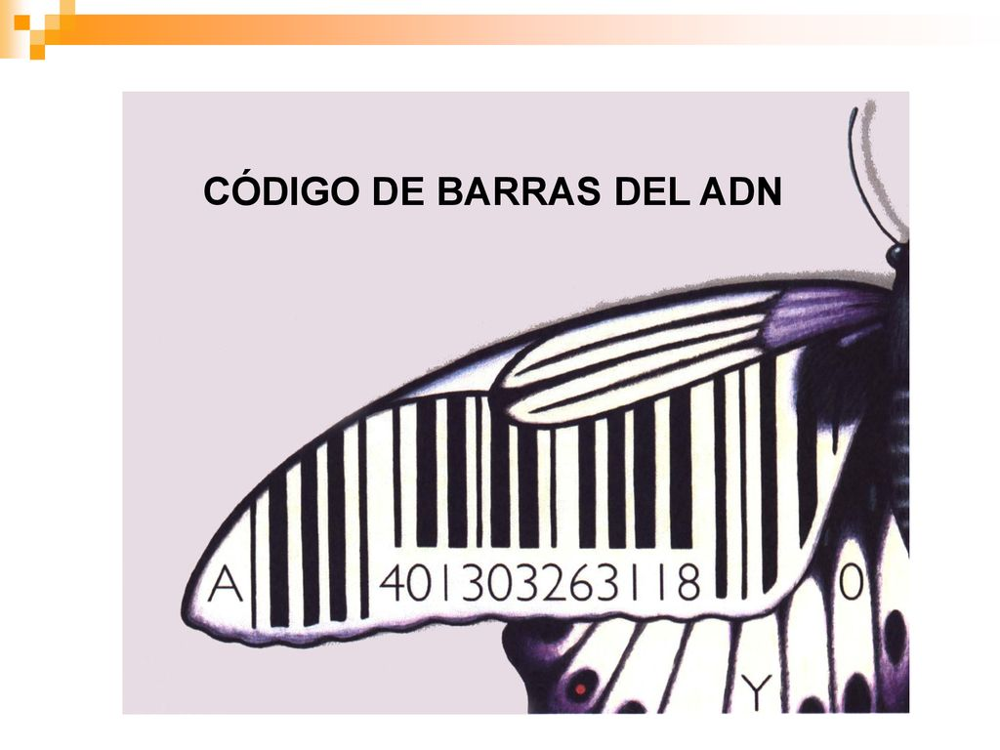 CÓDIGO DE BARRAS DEL ADN
A 401303263118 0
Y